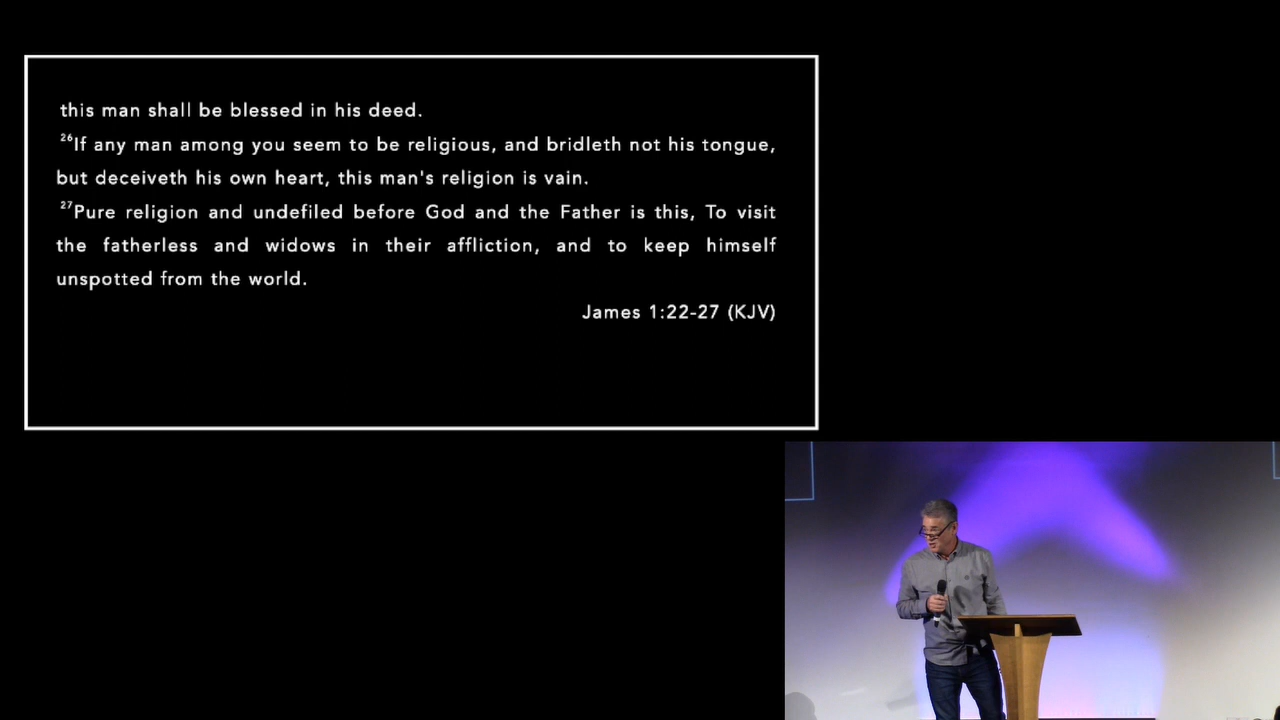 this man shall be blessed in his deed.
26If any man among you seem to be religious, and bridleth not his tongue,
but deceiveth his own heart, this man's religion is vain.
27Pure religion and undefiled before God and the Father is this, To visit
the fatherless and widows in their affliction, and to keep himself
unspotted from the world.
James 1:22-27 (KJV)